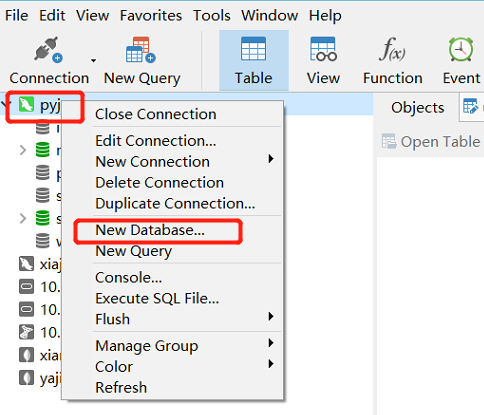 File Edit View Favorites Tools Window Help
Connection New Query Table View Function Event
Objects
Open Table
Close Connection
Edit Connection...
New Connection
Delete Connection
Duplicate Connection...
New Database...
New Query
Console...
Execute SQL File...
Flush
Manage Group
Color
Refresh
pyj
xiaj
10.
10.
10.
xiar
yaji